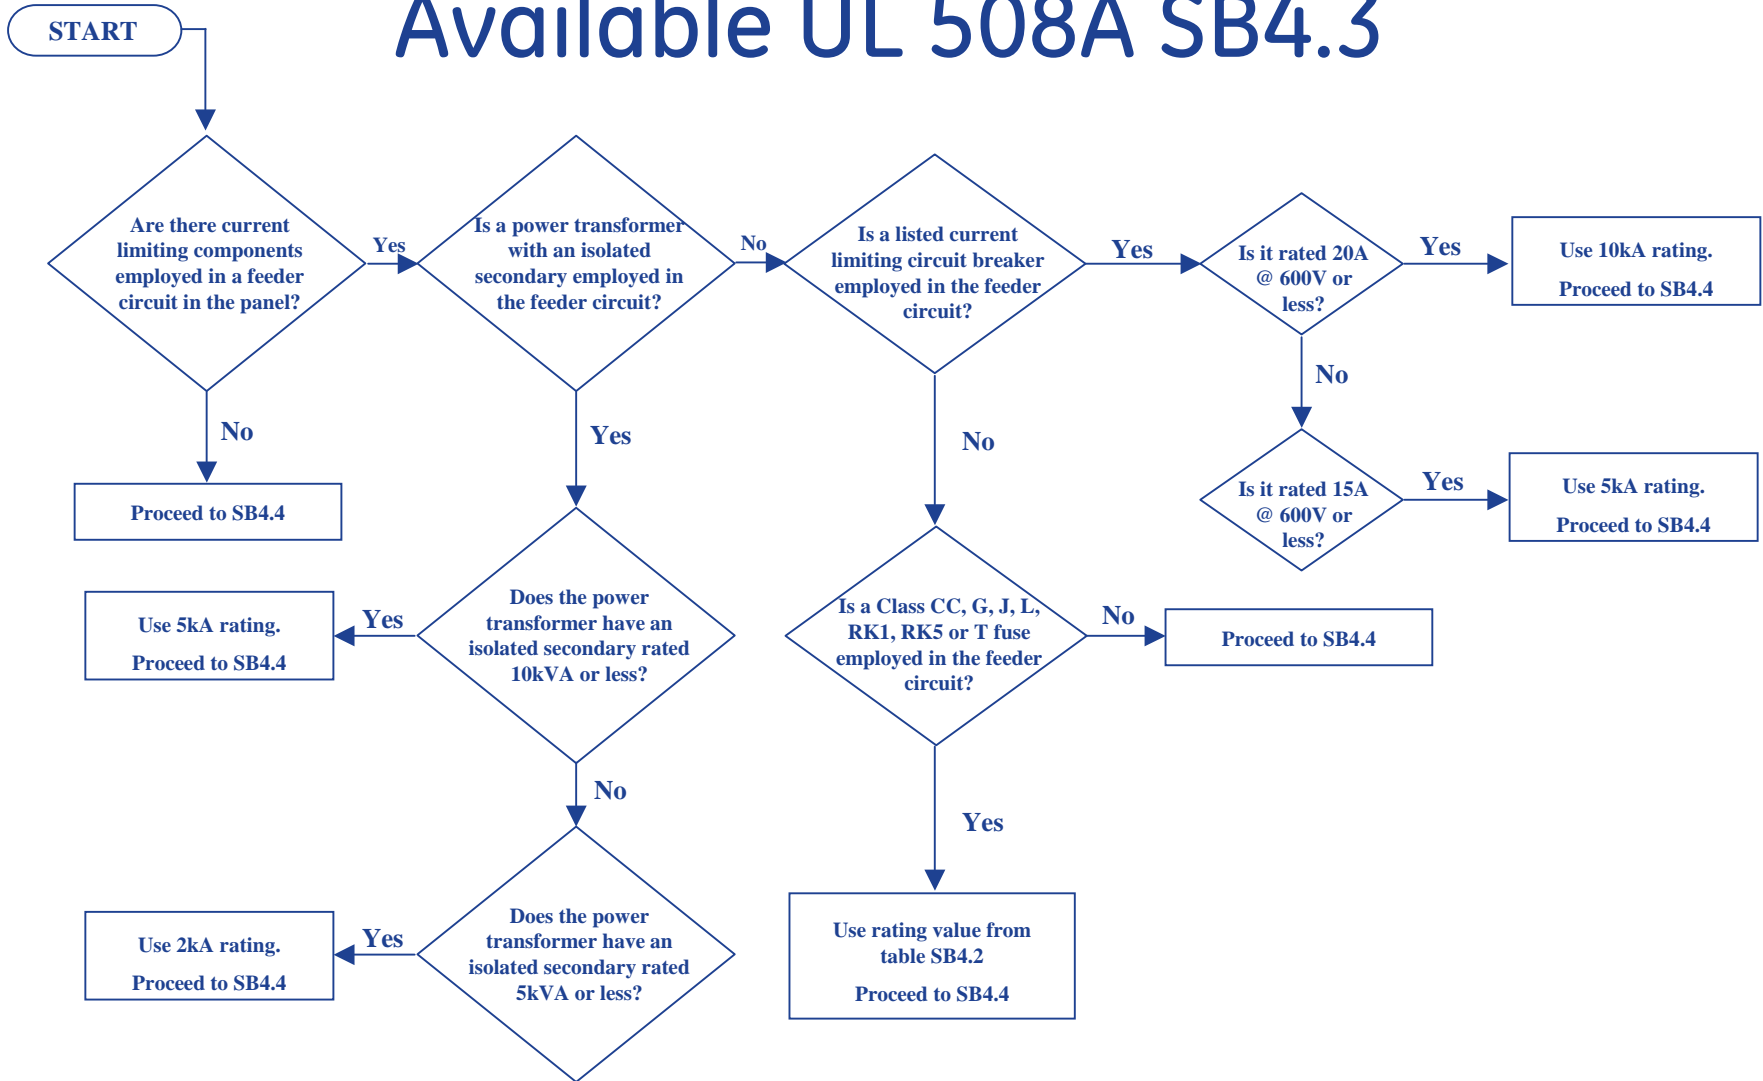 Available UL 508A SB4.3
START
Are there current
limiting components
employed in a feeder
circuit in the panel?
Yes
Is a power transformer
with an isolated
secondary employed in
the feeder circuit?
No
Is a listed current
limiting circuit breaker
employed in the feeder
circuit?
Yes
Is it rated 20A
@ 600V or
less?
Yes
Use 10kA rating.
Proceed to SB4.4
No
Proceed to SB4.4
Yes
No
No
Is it rated 15A
@ 600V or
less?
Yes
Use 5kA rating.
Proceed to SB4.4
Use 5kA rating.
Proceed to SB4.4
Yes
Does the power
transformer have an
isolated secondary rated
10kVA or less?
Is a Class CC, G, J, L,
RK1, RK5 or T fuse
employed in the feeder
circuit?
No
Proceed to SB4.4
No
Yes
Use 2kA rating.
Proceed to SB4.4
Yes
Does the power
transformer have an
isolated secondary rated
5kVA or less?
Use rating value from
table SB4.2
Proceed to SB4.4